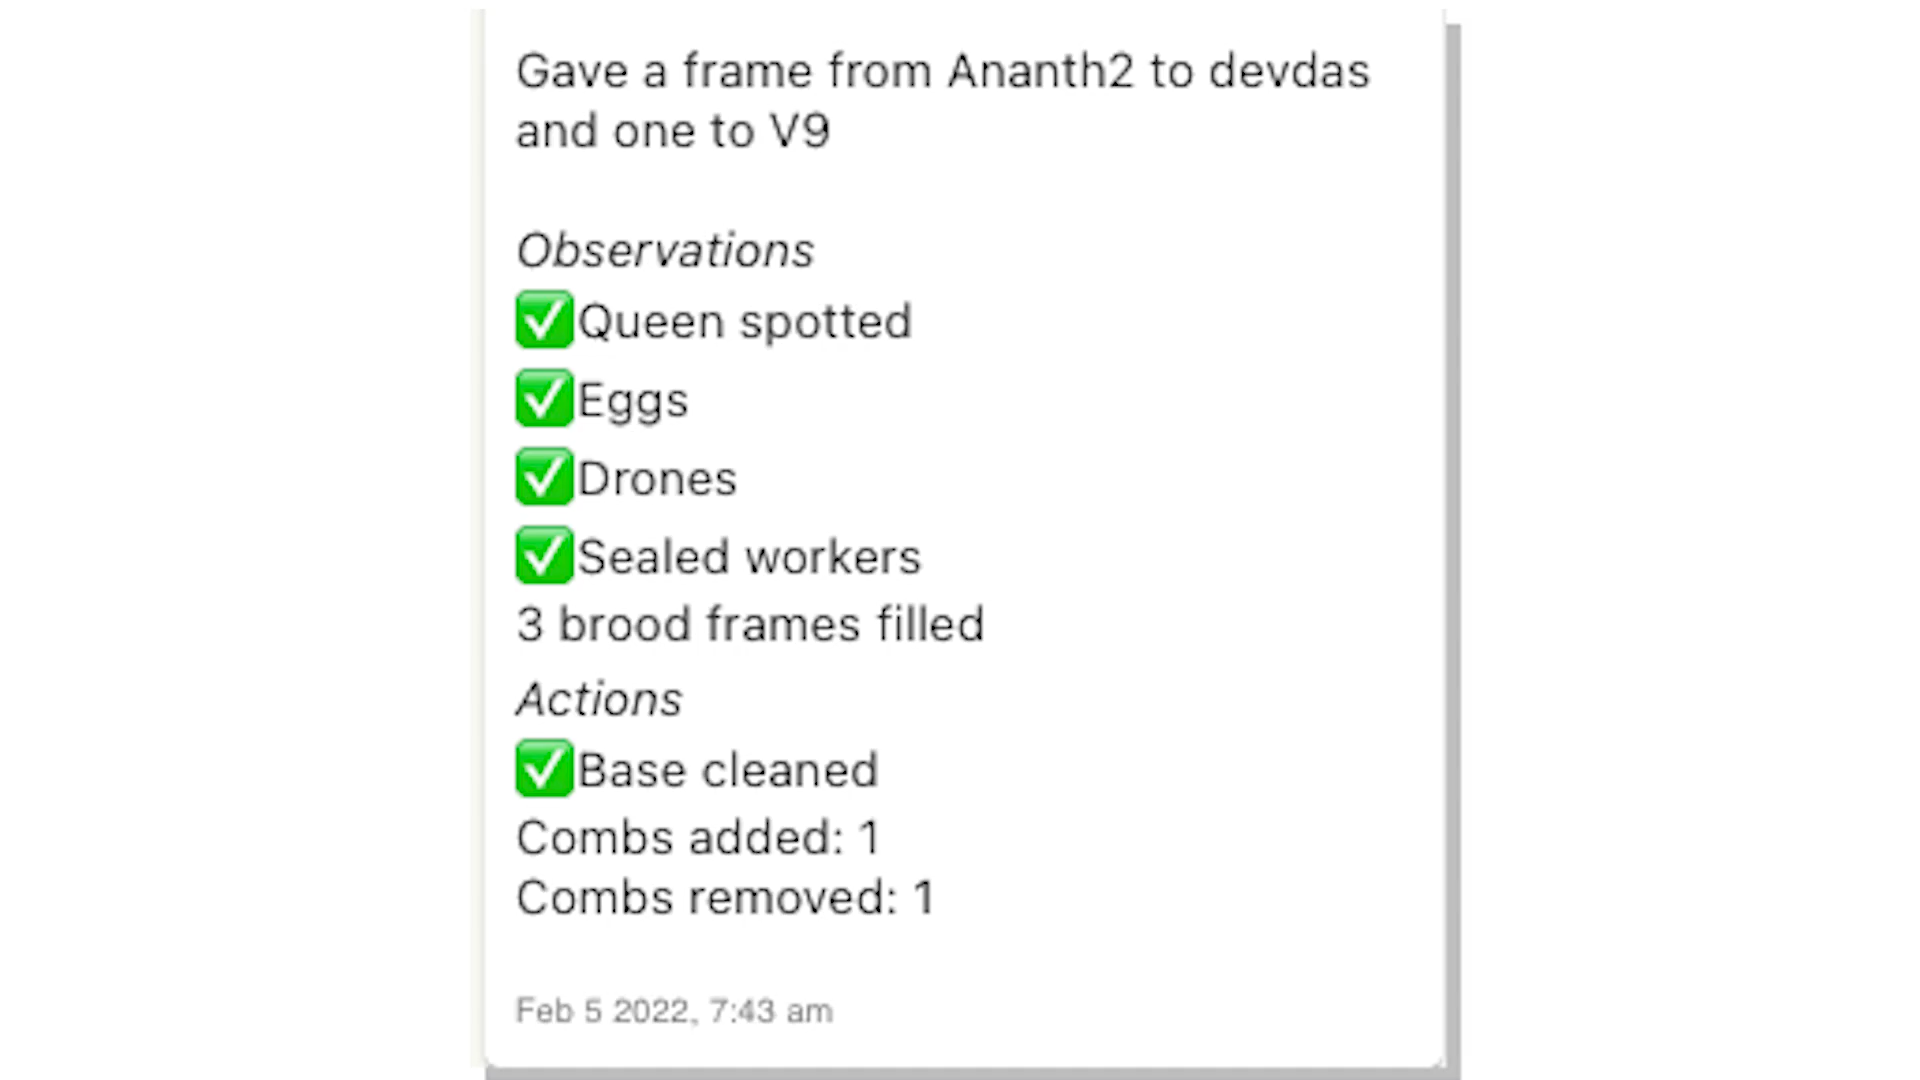 Gave a frame from Ananth2 to devdas
and one to V9
Observations
✅Queen spotted
✅Eggs
✅Drones
✅Sealed workers
3 brood frames filled
Actions
✅Base cleaned
Combs added: 1
Combs removed: 1
Feb 5 2022, 7:43 am